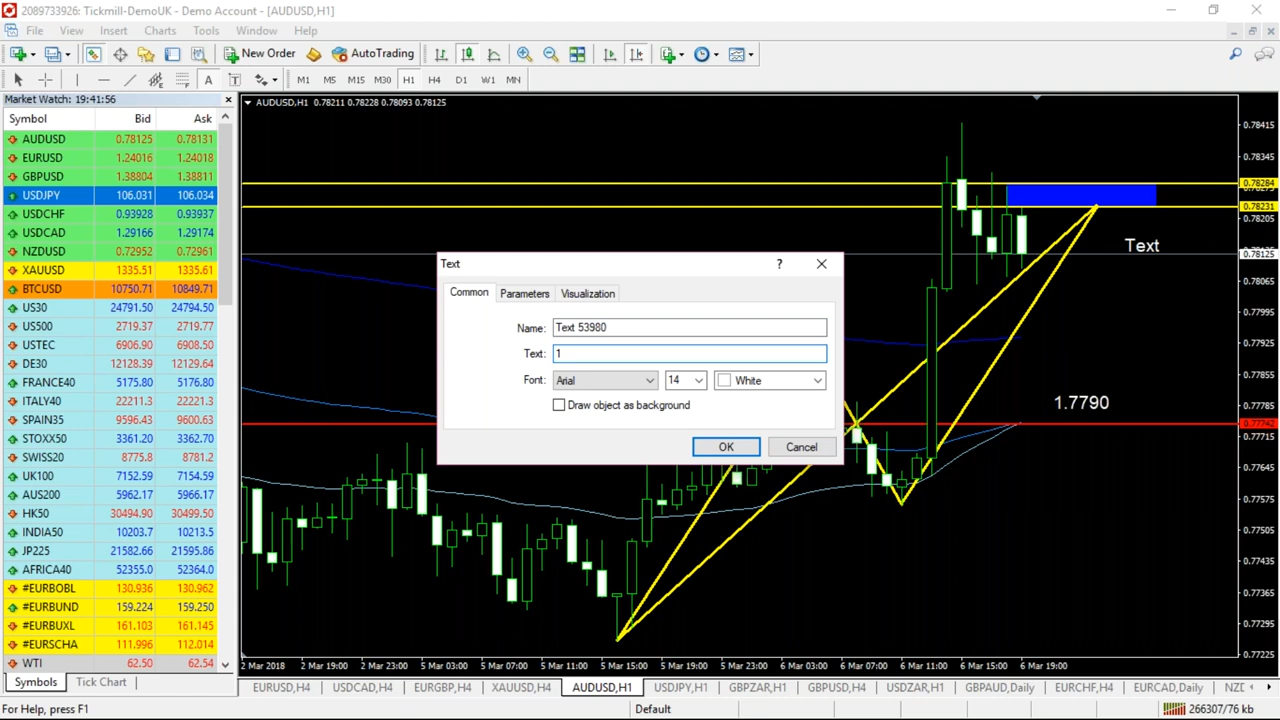 2089733926: Tickmill-DemoUK - Demo Account - [AUDUSD,H1]
File View Insert Charts Tools Window Help
New Order AutoTrading
A T M1 M5 M15 M30 H1 H4 D1 W1 MN
Market Watch: 19:41:56
Symbol Bid Ask
AUDUSD 0.78125 0.78131
EURUSD 1.24016 1.24018
GBPUSD 1.38804 1.38811
USDJPY 106.031 106.034
USDCHF 0.93928 0.93937
USDCAD 1.29166 1.29174
NZDUSD 0.72952 0.72961
XAUUSD 1335.51 1335.61
BTCUSD 10750.71 10849.71
US30 24791.50 24794.50
US500 2719.37 2719.77
USTEC 6906.90 6908.50
DE30 12128.39 12129.64
FRANCE40 5175.80 5176.80
ITALY40 22211.3 22221.3
SPAIN35 9596.43 9600.63
STOXX50 3361.20 3362.70
SWISS20 8775.8 8781.2
UK100 7152.59 7154.59
AUS200 5962.17 5966.17
HK50 30494.90 30499.50
INDIA50 10203.7 10213.5
JP225 21582.66 21595.86
AFRICA40 52355.0 52364.0
#EURBOBL 130.936 130.962
#EURBUND 159.224 159.250
#EURBUXL 161.103 161.145
#EURSCHA 111.996 112.014
WTI 62.50 62.54
Symbols Tick Chart
AUDUSD,H1 0.78211 0.78228 0.78093 0.78125
Text
1.7790
0.78415
0.78345
0.78284
0.78231
0.78205
0.78125
0.78065
0.77995
0.77925
0.77855
0.77785
0.77742
0.77715
0.77645
0.77575
0.77505
0.77435
0.77365
0.77295
0.77225
Text ?
Common Parameters Visualization
Name: Text 53980
Text: 1
Font: Arial 14 White
Draw object as background
OK Cancel
2 Mar 2018 2 Mar 19:00 2 Mar 23:00 5 Mar 03:00 5 Mar 07:00 5 Mar 11:00 5 Mar 15:00 5 Mar 19:00 5 Mar 23:00 6 Mar 03:00 6 Mar 07:00 6 Mar 11:00 6 Mar 15:00 6 Mar 19:00
EURUSD,H4 USDCAD,H4 EURGBP,H4 XAUUSD,H4 AUDUSD,H1 USDJPY,H1 GBPZAR,H1 GBPUSD,H4 USDZAR,H1 GBPAUD,Daily EURCHF,H4 EURCAD,Daily NZD
For Help, press F1 Default 266307/76 kb